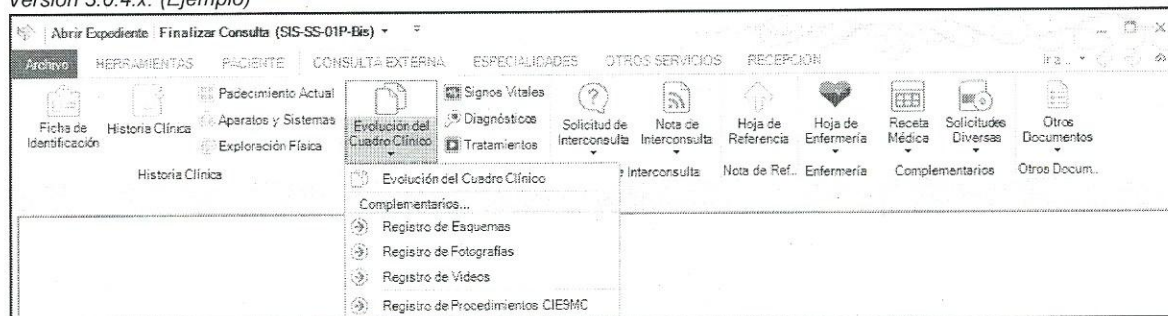 Versión 3.0.4.x. (Ejemplo)
Abrir Expediente Finalizar Consulta (SIS-SS-01P-Bis)
Archivo HERRAMIENTAS PACIENTE CONSULTA EXTERNA ESPECIALIDADES OTROS SERVICIOS RECEPCIÓN Ir a..
Ficha de Identificación
Historia Clínica
Padecimiento Actual
Aparatos y Sistemas
Exploración Física
Evolución del Cuadro Clínico
Signos Vitales
Diagnósticos
Tratamientos
Solicitud de Interconsulta
Nota de Interconsulta
Hoja de Referencia
Hoja de Enfermería
Receta Médica
Solicitudes Diversas
Otros Documentos
Historia Clínica
e Interconsulta
Nota de Ref..
Enfermería
Complementarios
Otros Docum..
Evolución del Cuadro Clínico
Complementarios...
Registro de Esquemas
Registro de Fotografías
Registro de Videos
Registro de Procedimientos CIE9MC